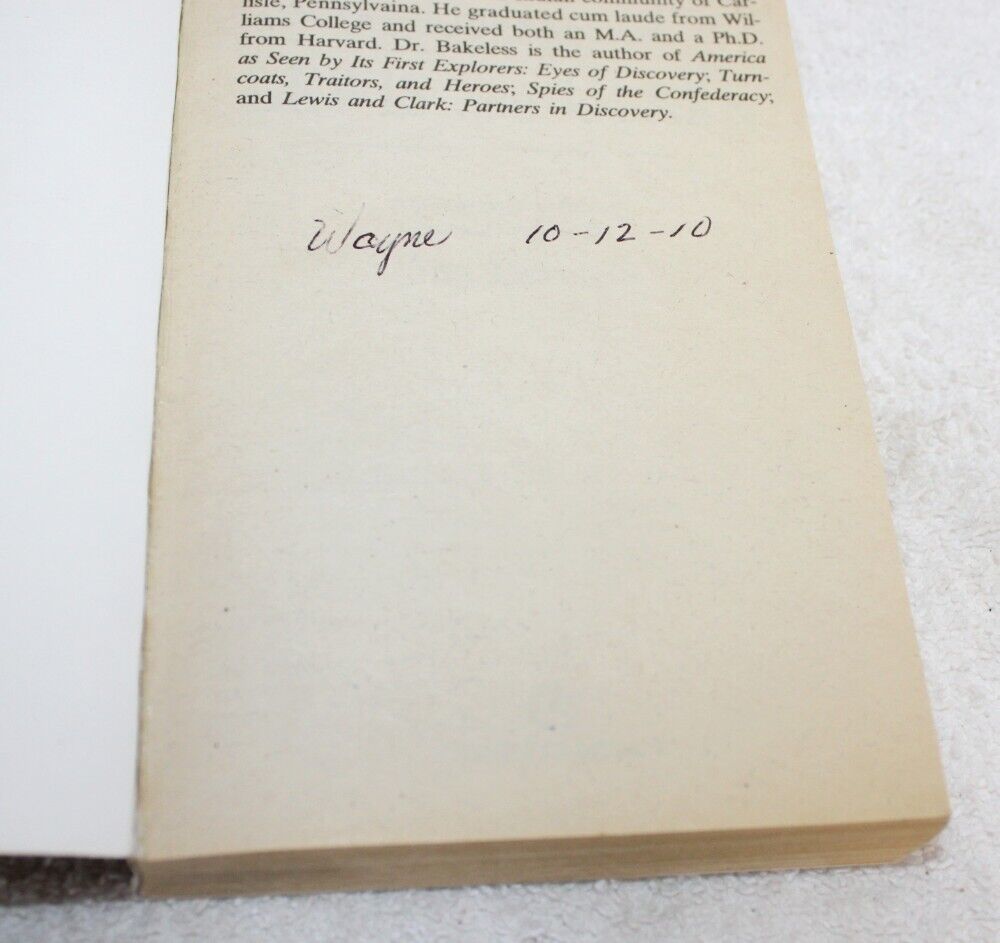 lisle, Pennsylvaina. He graduated cum laude from Wil-
liams College and received both an M.A. and a Ph.D.
from Harvard. Dr. Bakeless is the author of America
as Seen by Its First Explorers: Eyes of Discovery; Turn-
coats, Traitors, and Heroes; Spies of the Confederacy;
and Lewis and Clark: Partners in Discovery.
Wayne 10-12-10